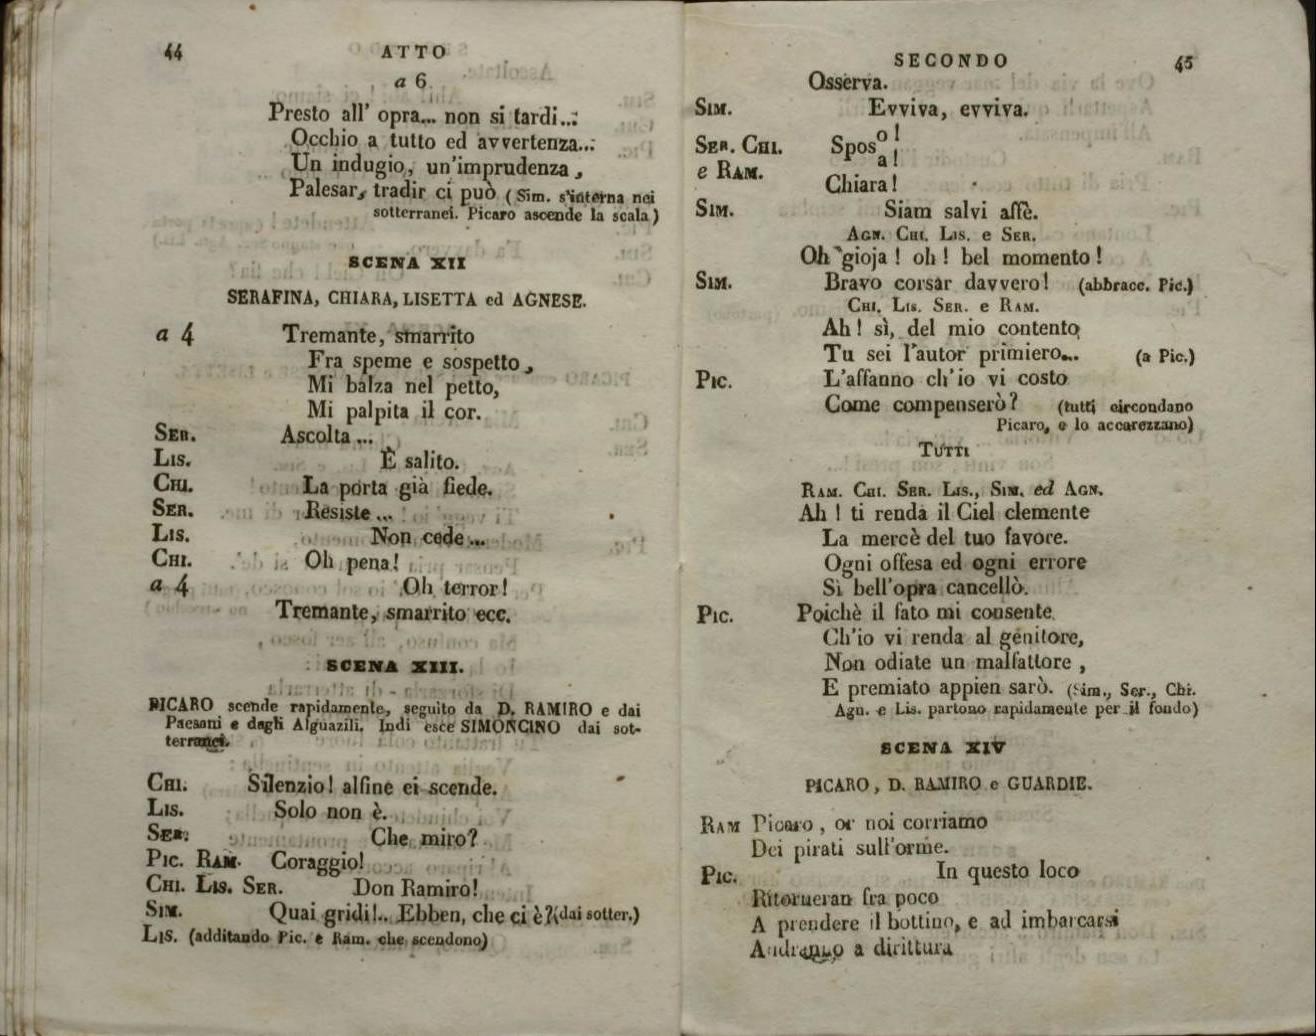 44 ATTO
a 6
Presto all' opra... non si tardi...:
Occhio a tutto ed avvertenza...:
Un indugio, un'imprudenza,
Palesar, tradir ci può (Sim. s'interna nei
sotterranei. Picaro ascende la scala)
SCENA XII
SERAFINA, CHIARA, LISETTA ed AGNESE.
a 4 Tremante, smarrito
Fra speme e sospetto,
Mi balza nel petto,
Mi palpita il cor.
SER. Ascolta...
LIS. È salito.
CHI. La porta già fiede.
SER. Resiste...
LIS. Non cede...
CHI. Oh pena!
a 4 Oh terror!
Tremante, smarrito ecc.
SCENA XIII.
PICARO scende rapidamente, seguito da D. RAMIRO e dai
Paesani e dagli Alguazili. Indi esce SIMONCINO dai sot-
terranei.
CHI. Silenzio! alfine ei scende.
LIS. Solo non è.
SER. Che miro?
PIC. RAM. Coraggio!
CHI. LIS. SER. Don Ramiro!
SIM. Quai gridi!.. Ebben, che ci è?(dai sotter.)
LIS. (additando Pic. e Ram. che scendono)
SECONDO 45
Osserva.
SIM. Evviva, evviva.
SER. CHI. Spos o!
e RAM. a!
Chiara!
SIM. Siam salvi affè.
AGN. CHI. LIS. e SER.
Oh gioja! oh! bel momento!
SIM. Bravo corsar davvero! (abbracc. Pic.)
CHI. LIS. SER. e RAM.
Ah! sì, del mio contento
Tu sei l'autor primiero... (a Pic.)
PIC. L'affanno ch'io vi costo
Come compenserò? (tutti circondano
Picaro, e lo accarezzano)
TUTTI
RAM. CHI. SER. LIS., SIM. ed AGN.
Ah! ti renda il Ciel clemente
La mercè del tuo favore.
Ogni offesa ed ogni errore
Sì bell'opra cancellò.
PIC. Poichè il fato mi consente
Ch'io vi renda al genitore,
Non odiate un malfattore,
E premiato appien sarò. (Sim., Ser., Chi.
Agn. e Lis. partono rapidamente per il fondo)
SCENA XIV
PICARO, D. RAMIRO e GUARDIE.
RAM Picaro, or noi corriamo
Dei pirati sull'orme.
PIC. In questo loco
Ritorneran fra poco
A prendere il bottino, e ad imbarcarsi
Andranno a dirittura